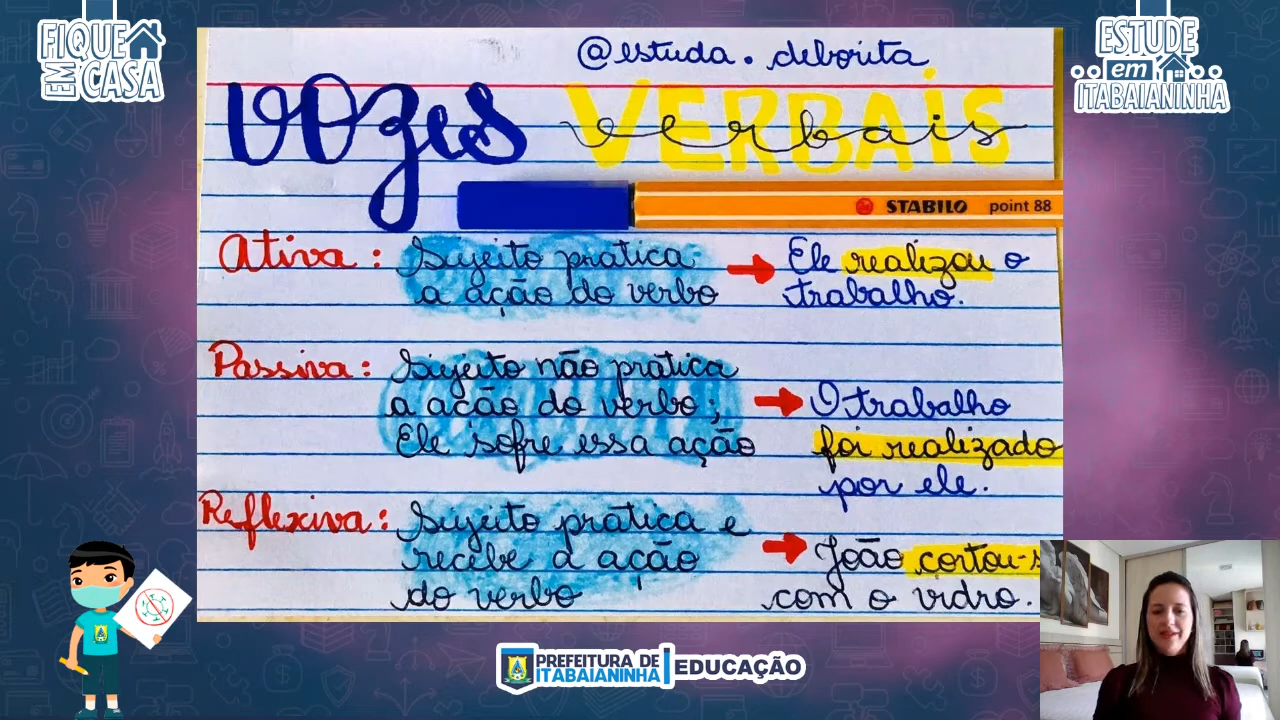 FIQUE
EM
CASA
ESTUDE
em
ITABAIANINHA
@estuda.deborita
vozes VERBAIS
verbais
STABILO point 88
Ativa: Sujeito pratica
a ação do verbo
Ele realizou o
trabalho.
Passiva: Sujeito não pratica
a ação do verbo;
Ele sofre essa ação
O trabalho
foi realizado
por ele.
Reflexiva: Sujeito pratica e
recebe a ação
do verbo
João cortou-s
com o vidro.
PREFEITURA DE
ITABAIANINHA
EDUCAÇÃO